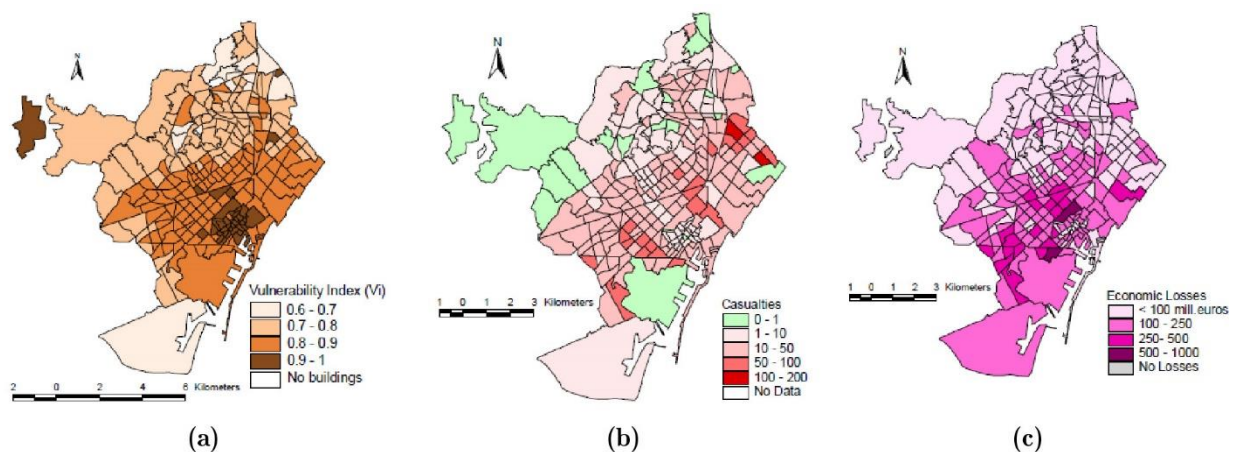 N
Vulnerability Index (Vi)
0.6 - 0.7
0.7 - 0.8
0.8 - 0.9
0.9 - 1
No buildings
2 0 2 4 6 Kilometers
(a)
N
1 0 1 2 3 Kilometers
Casualties
0 - 1
1 - 10
10 - 50
50 - 100
100 - 200
No Data
(b)
N
1 0 1 2 3 Kilometers
Economic Losses
< 100 mill.euros
100 - 250
250-500
500 - 1000
No Losses
(c)